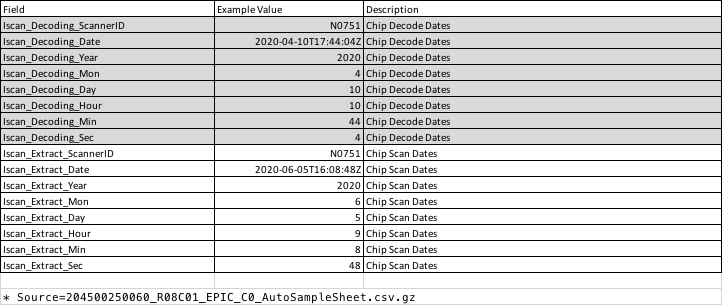 Field Example Value Description
Iscan_Decoding_ScannerID N0751 Chip Decode Dates
Iscan_Decoding_Date 2020-04-10T17:44:04Z Chip Decode Dates
Iscan_Decoding_Year 2020 Chip Decode Dates
Iscan_Decoding_Mon 4 Chip Decode Dates
Iscan_Decoding_Day 10 Chip Decode Dates
Iscan_Decoding_Hour 10 Chip Decode Dates
Iscan_Decoding_Min 44 Chip Decode Dates
Iscan_Decoding_Sec 4 Chip Decode Dates
Iscan_Extract_ScannerID N0751 Chip Scan Dates
Iscan_Extract_Date 2020-06-05T16:08:48Z Chip Scan Dates
Iscan_Extract_Year 2020 Chip Scan Dates
Iscan_Extract_Mon 6 Chip Scan Dates
Iscan_Extract_Day 5 Chip Scan Dates
Iscan_Extract_Hour 9 Chip Scan Dates
Iscan_Extract_Min 8 Chip Scan Dates
Iscan_Extract_Sec 48 Chip Scan Dates
* Source=204500250060_R08C01_EPIC_C0_AutoSampleSheet.csv.gz